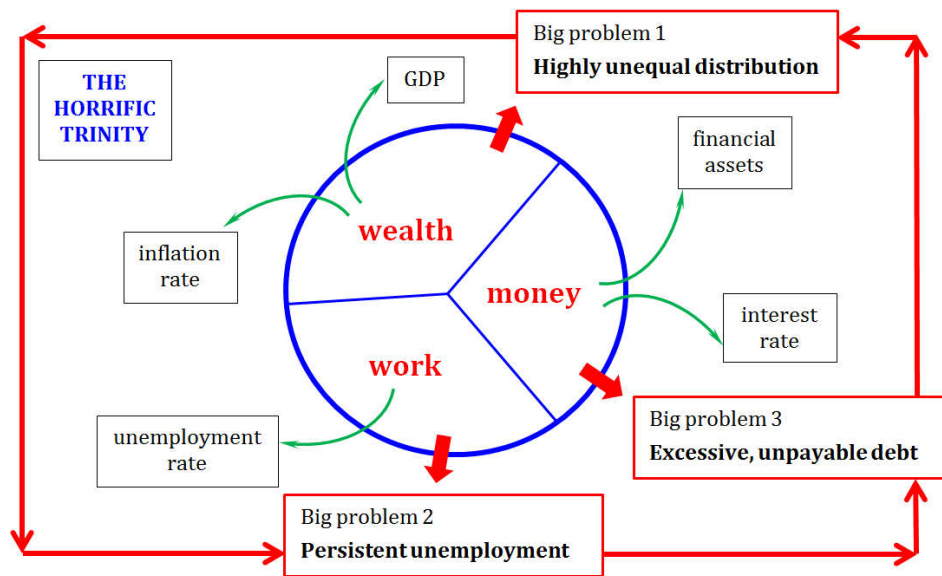 Big problem 1
Highly unequal distribution
THE
HORRIFIC
TRINITY
GDP
financial
assets
wealth
inflation
rate
money
interest
rate
work
unemployment
rate
Big problem 3
Excessive, unpayable debt
Big problem 2
Persistent unemployment